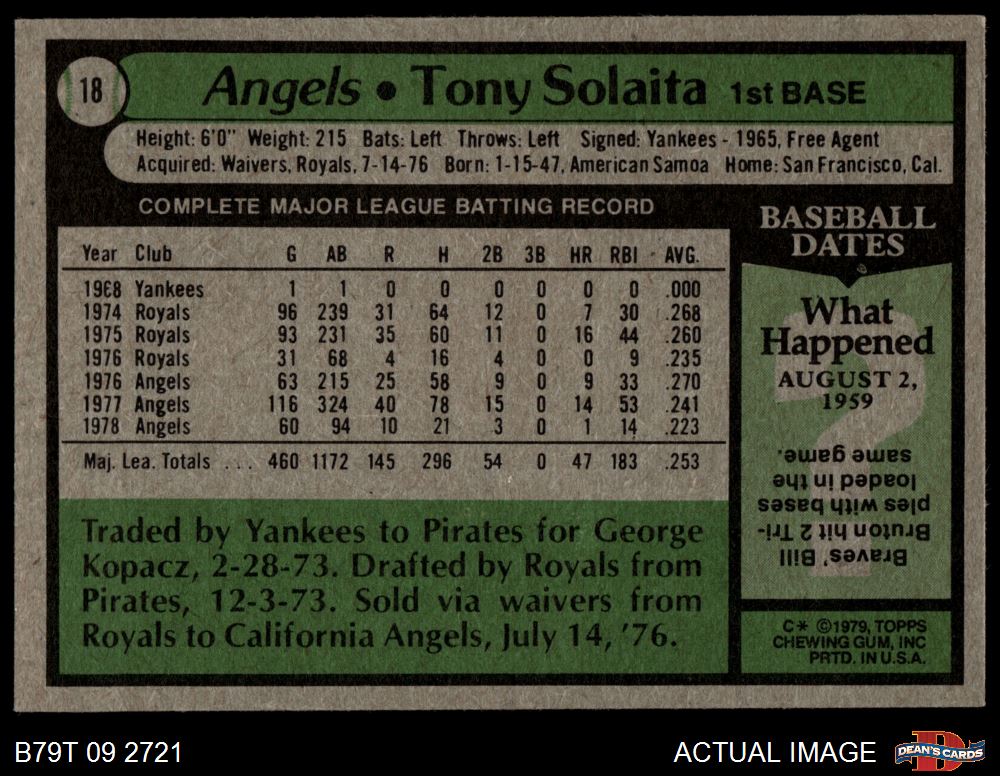 18
Angels • Tony Solaita 1st BASE
Height: 6'0" Weight: 215 Bats: Left Throws: Left Signed: Yankees - 1965, Free Agent
Acquired: Waivers, Royals, 7-14-76 Born: 1-15-47, American Samoa Home: San Francisco, Cal.
COMPLETE MAJOR LEAGUE BATTING RECORD
Year Club G AB R H 2B 3B HR RBI AVG.
1968 Yankees 1 1 0 0 0 0 0 0 .000
1974 Royals 96 239 31 64 12 0 7 30 .268
1975 Royals 93 231 35 60 11 0 16 44 .260
1976 Royals 31 68 4 16 4 0 0 9 .235
1976 Angels 63 215 25 58 9 0 9 33 .270
1977 Angels 116 324 40 78 15 0 14 53 .241
1978 Angels 60 94 10 21 3 0 1 14 .223
Maj. Lea. Totals ... 460 1172 145 296 54 0 47 183 .253
Traded by Yankees to Pirates for George
Kopacz, 2-28-73. Drafted by Royals from
Pirates, 12-3-73. Sold via waivers from
Royals to California Angels, July 14, '76.
BASEBALL
DATES
What
Happened
AUGUST 2,
1959
Braves' Bill
Bruton hit 2 Tri-
ples with bases
loaded in the
same game.
C* ©1979, TOPPS
CHEWING GUM, INC
PRTD. IN U.S.A.
B79T 09 2721
ACTUAL IMAGE
DEAN'S CARDS